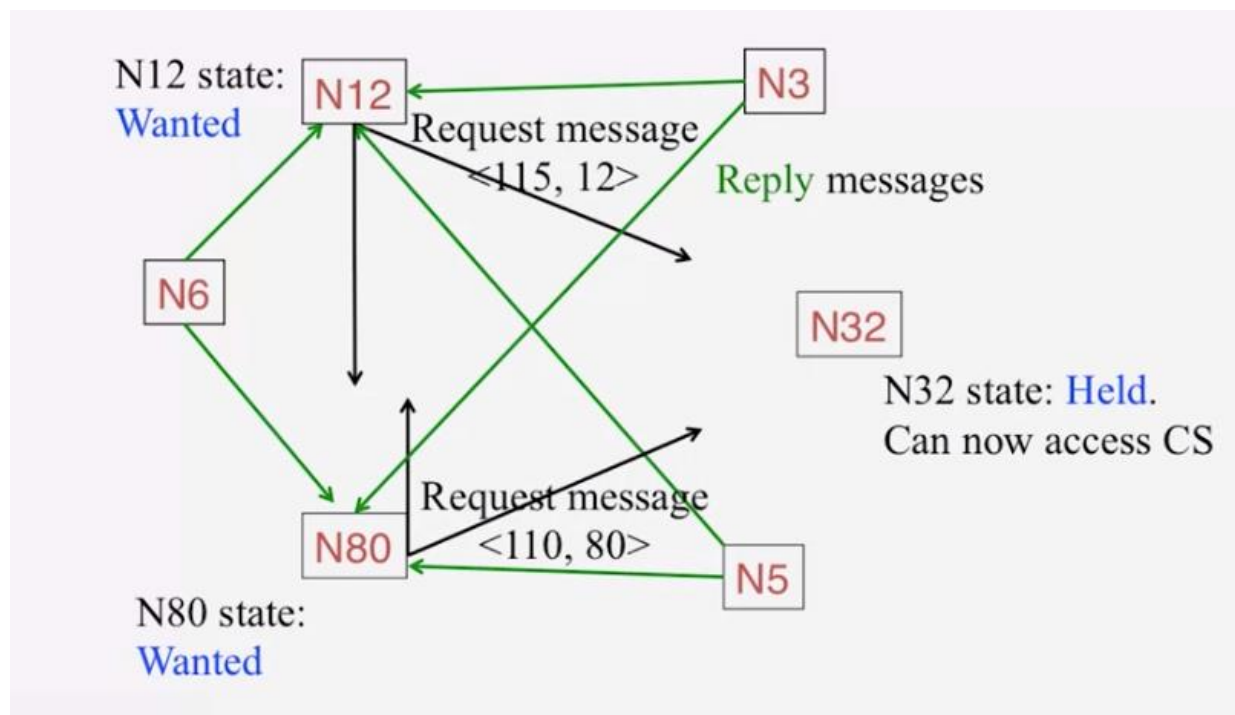 N12 state:
Wanted
N12
N3
Request message
<115, 12>
Reply messages
N6
N32
N32 state: Held.
Can now access CS
Request message
<110, 80>
N80
N5
N80 state:
Wanted